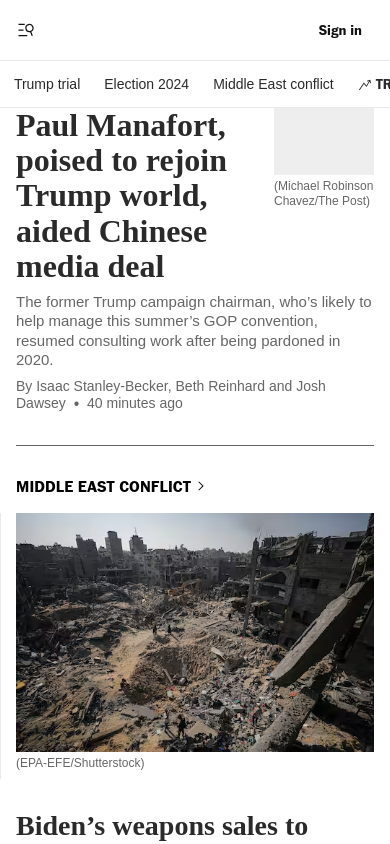 Sign in
Trump trial
Election 2024
Middle East conflict
TR
Paul Manafort,
poised to rejoin
Trump world,
aided Chinese
media deal
(Michael Robinson
Chavez/The Post)
The former Trump campaign chairman, who’s likely to
help manage this summer’s GOP convention,
resumed consulting work after being pardoned in
2020.
By Isaac Stanley-Becker, Beth Reinhard and Josh
Dawsey • 40 minutes ago
MIDDLE EAST CONFLICT
(EPA-EFE/Shutterstock)
Biden’s weapons sales to